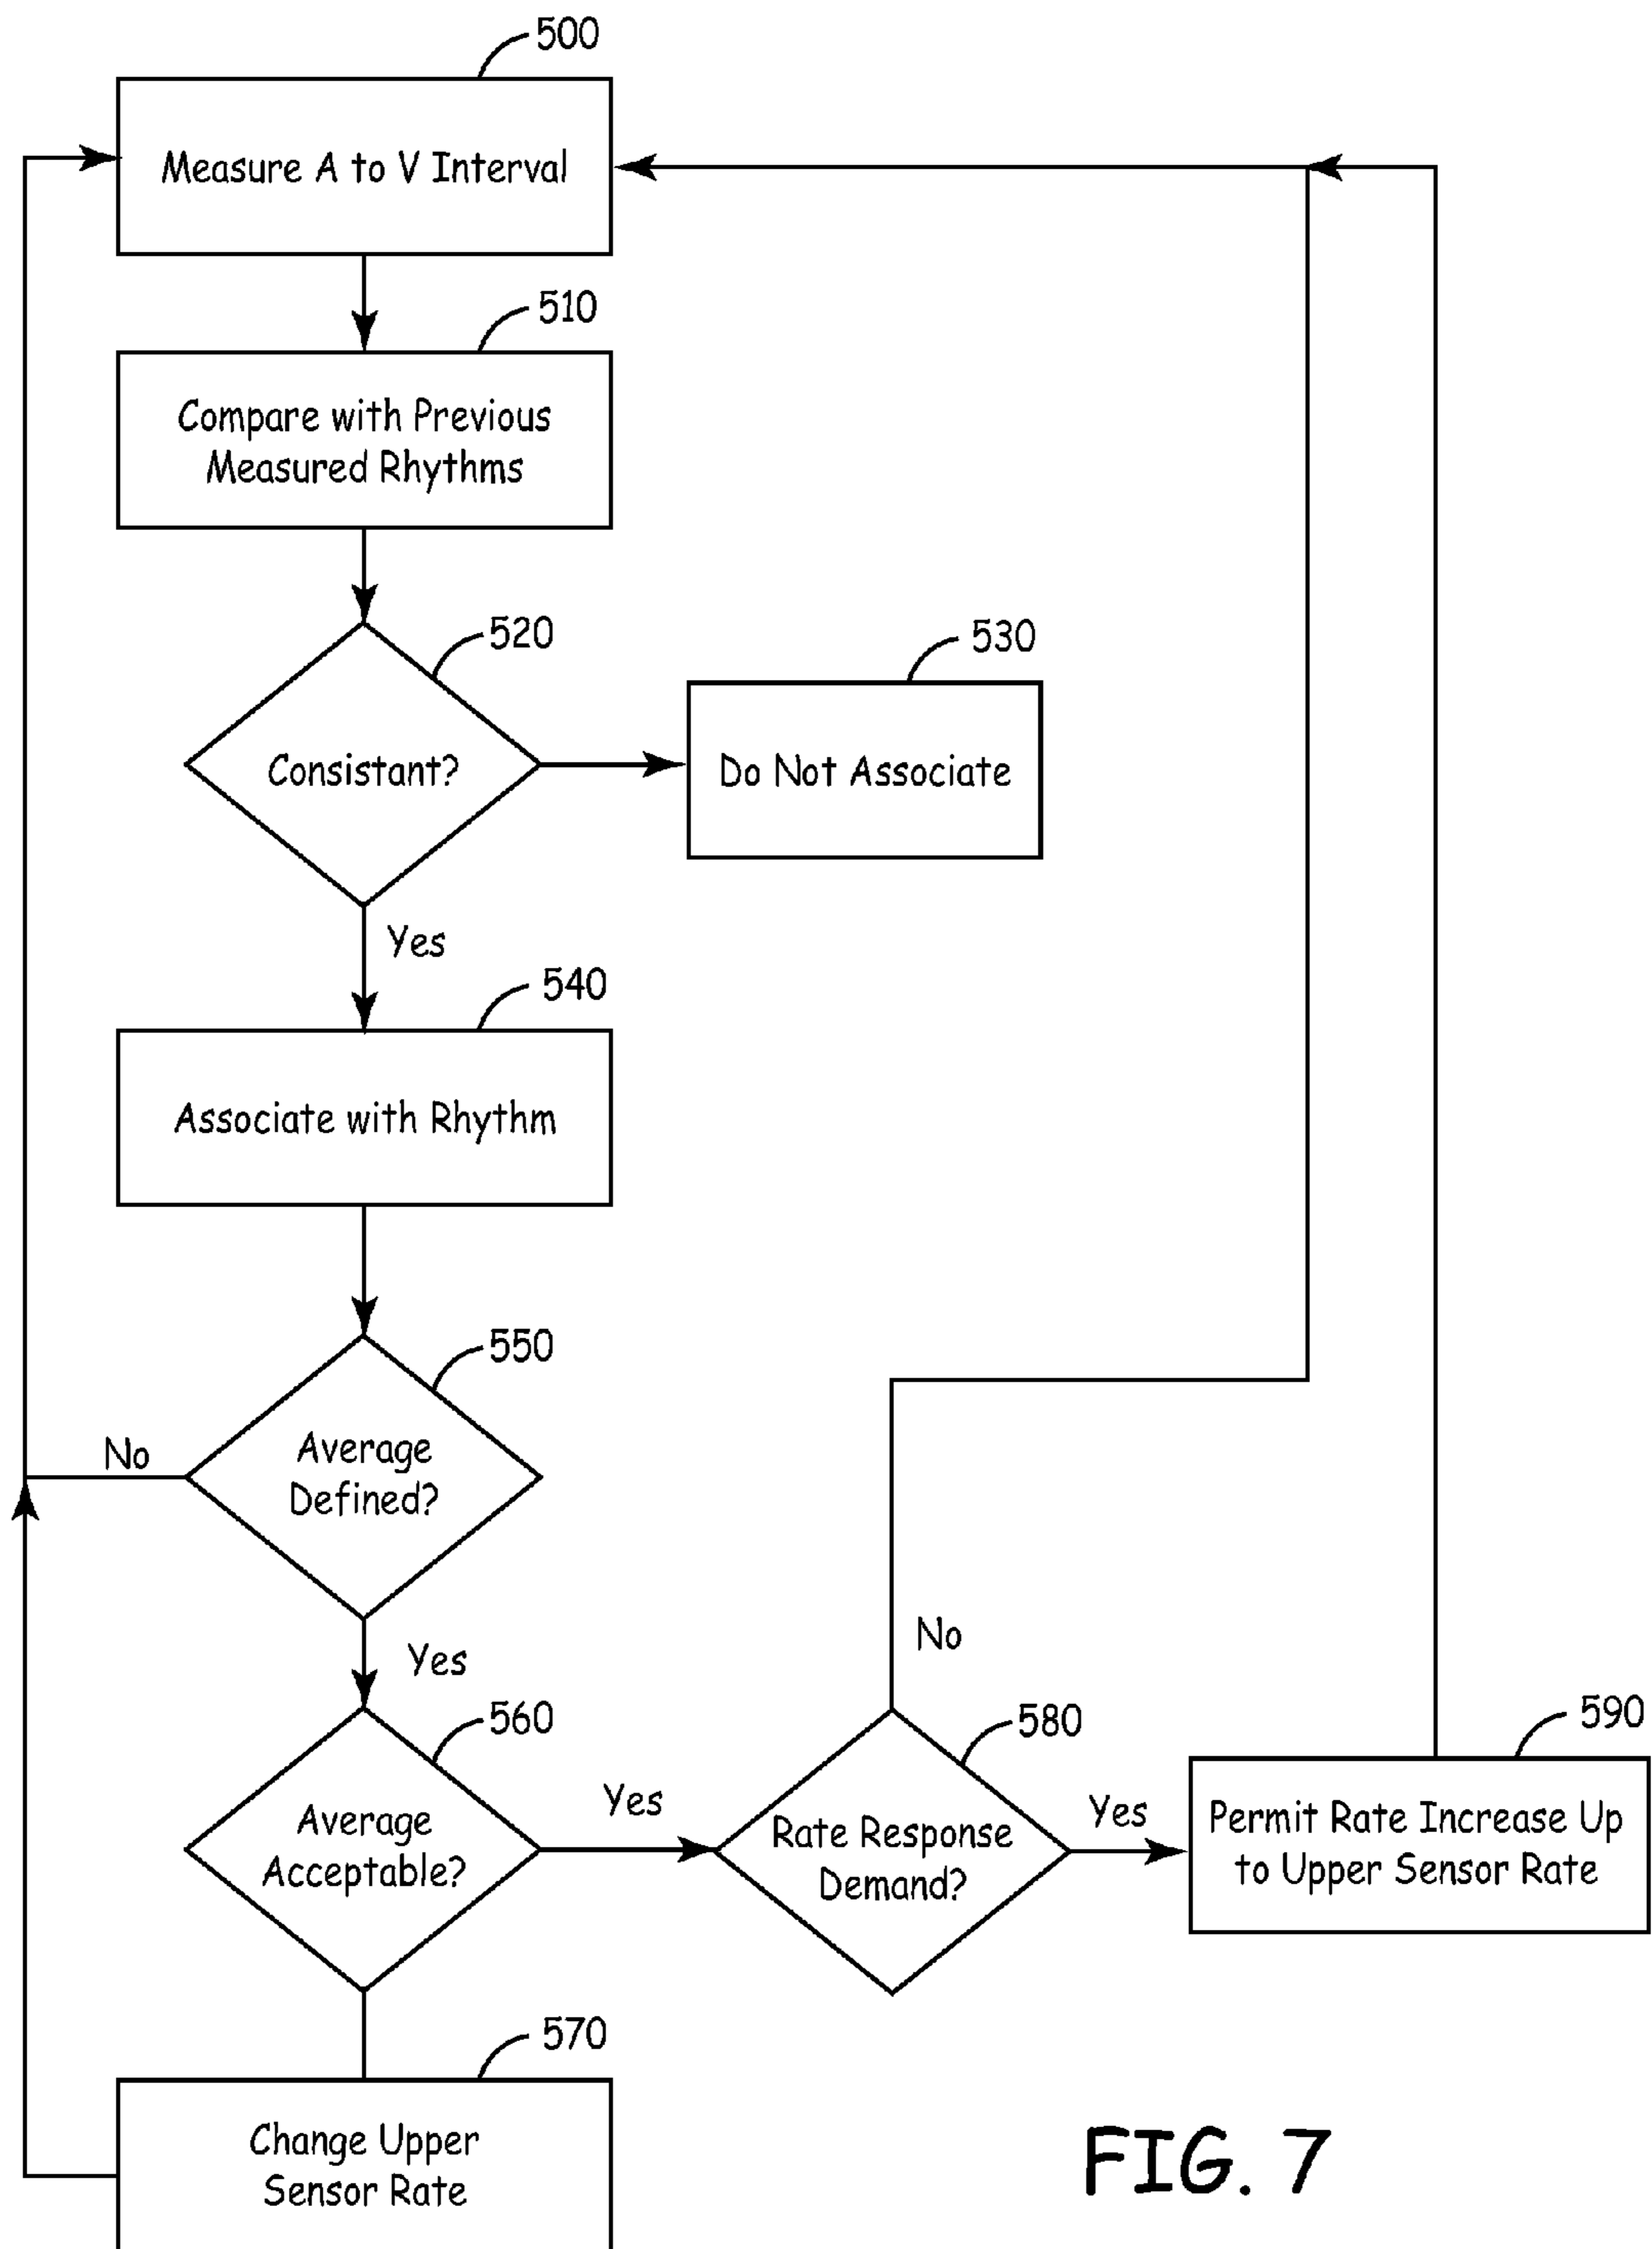 500
Measure A to V Interval
510
Compare with Previous
Measured Rhythms
520
Consistant?
530
Do Not Associate
Yes
540
Associate with Rhythm
550
Average
Defined?
No
Yes
560
Average
Acceptable?
Yes
580
Rate Response
Demand?
No
Yes
590
Permit Rate Increase Up
to Upper Sensor Rate
570
Change Upper
Sensor Rate
FIG. 7